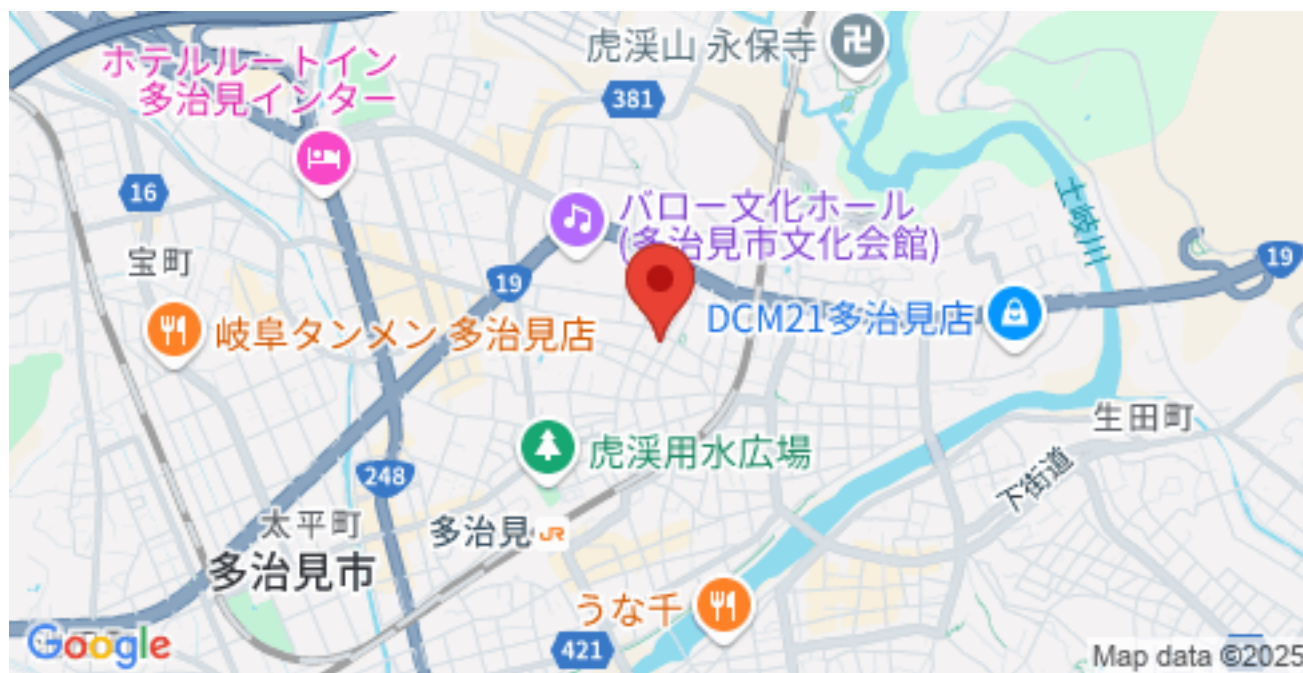 虎渓山 永保寺
卍
ホテルルートイン
多治見インター
381
16
土岐川
バロー文化ホール
(多治見市文化会館)
宝町
19
19
DCM21多治見店
岐阜タンメン 多治見店
生田町
虎渓用水広場
下街道
248
太平町
多治見
JR
多治見市
うな千
421
Google
Map data ©2025